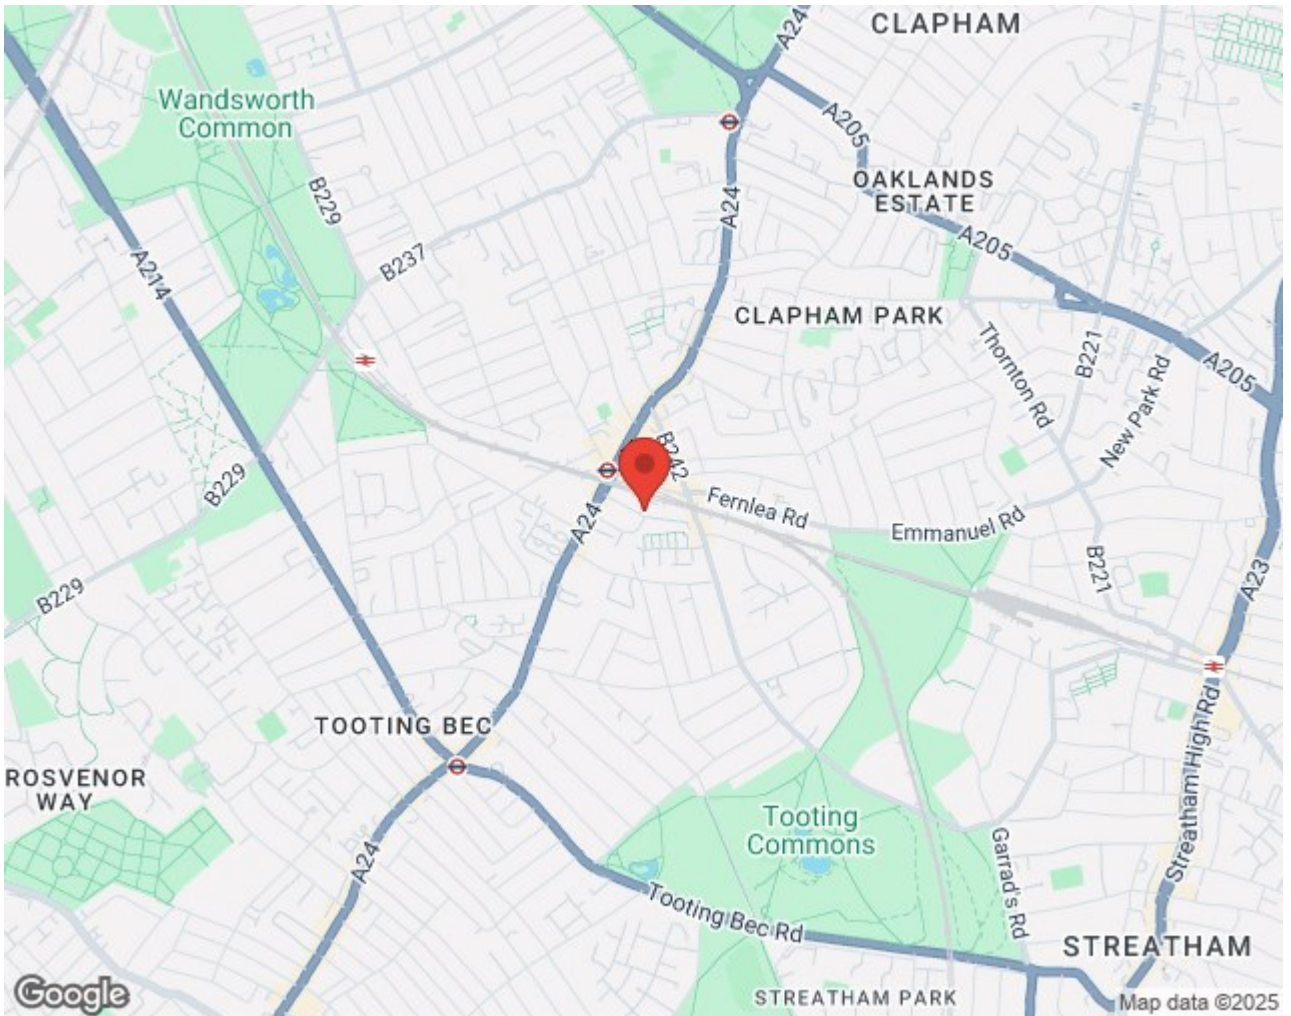 CLAPHAM
A24
Wandsworth
Common
A205
OAKLANDS
ESTATE
B229
A24
A205
B237
A214
CLAPHAM PARK
Thornton Rd
B221
New Park Rd
A205
B242
B229
Fernlea Rd
Emmanuel Rd
A24
B221
A23
B229
TOOTING BEC
Streatham High Rd
ROSVENOR
WAY
Tooting
Commons
A24
Garrad's Rd
Tooting Bec Rd
STREATHAM
STREATHAM PARK
Google
Map data ©2025